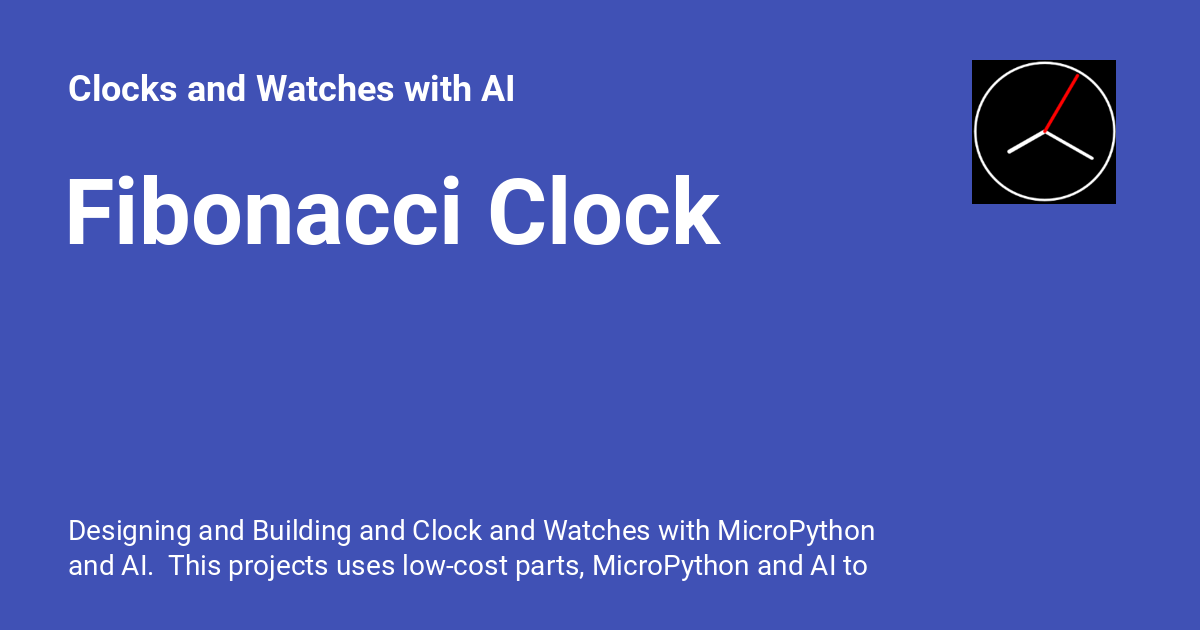 Clocks and Watches with AI
Fibonacci Clock
Designing and Building and Clock and Watches with MicroPython
and AI.  This projects uses low-cost parts, MicroPython and AI to